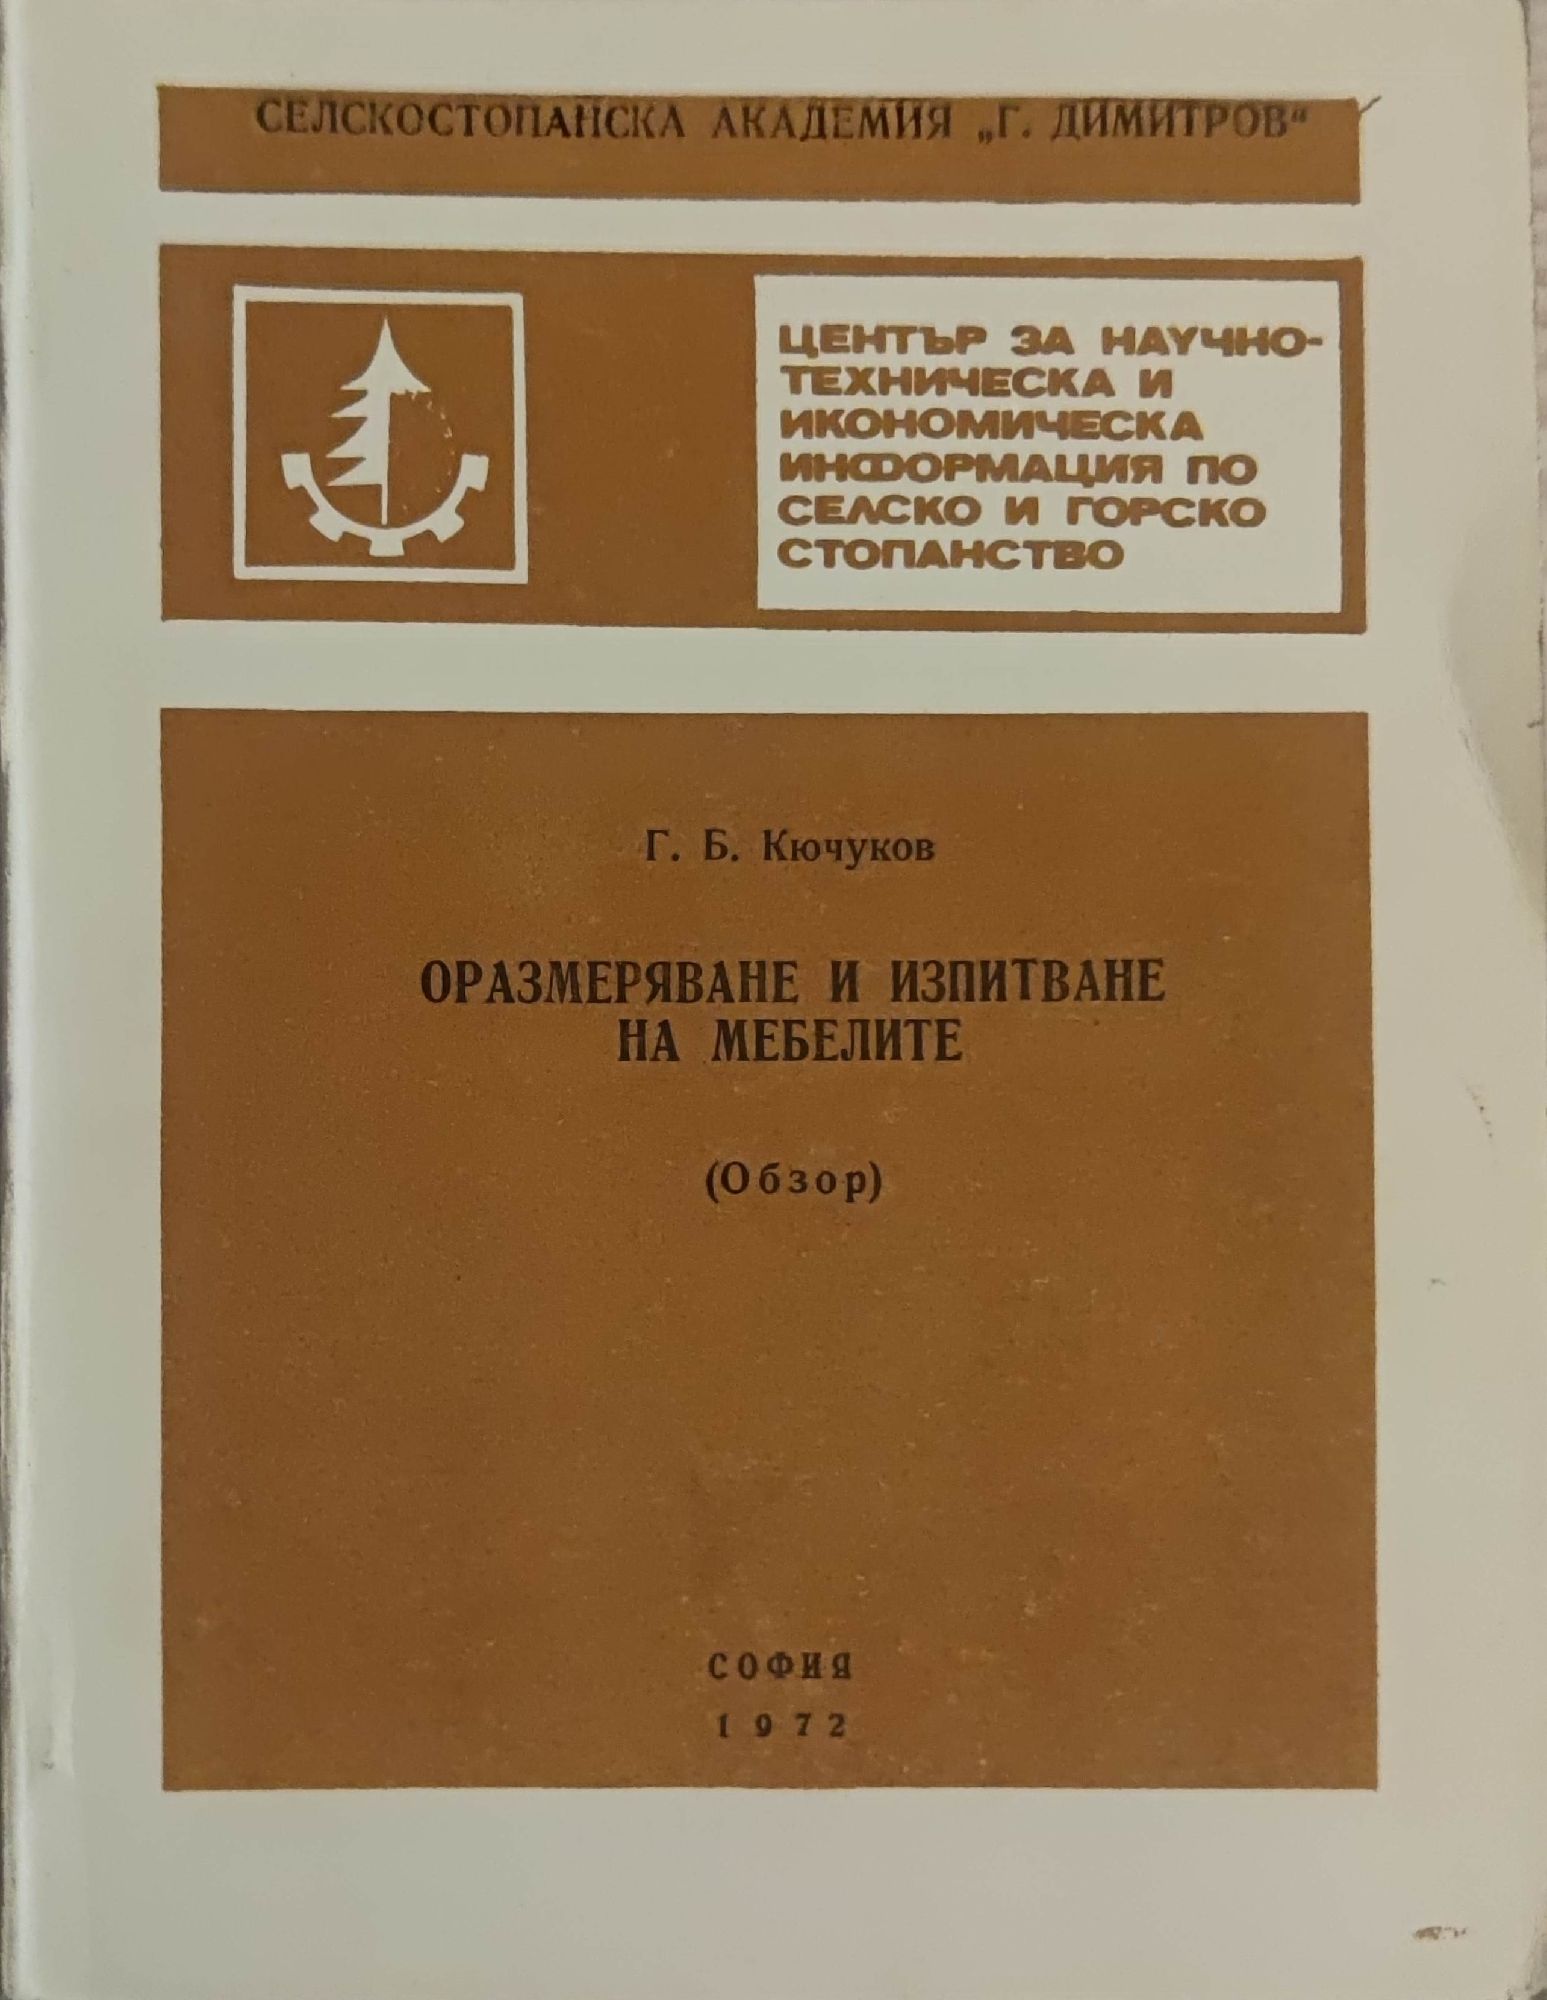 СЕЛСКОСТОПАНСКА АКАДЕМИЯ „Г. ДИМИТРОВ“
ЦЕНТЪР ЗА НАУЧНО-
ТЕХНИЧЕСКА И
ИКОНОМИЧЕСКА
ИНФОРМАЦИЯ ПО
СЕЛСКО И ГОРСКО
СТОПАНСТВО
Г. Б. Кючуков
ОРАЗМЕРЯВАНЕ И ИЗПИТВАНЕ
НА МЕБЕЛИТЕ
(Обзор)
СОФИЯ
1972